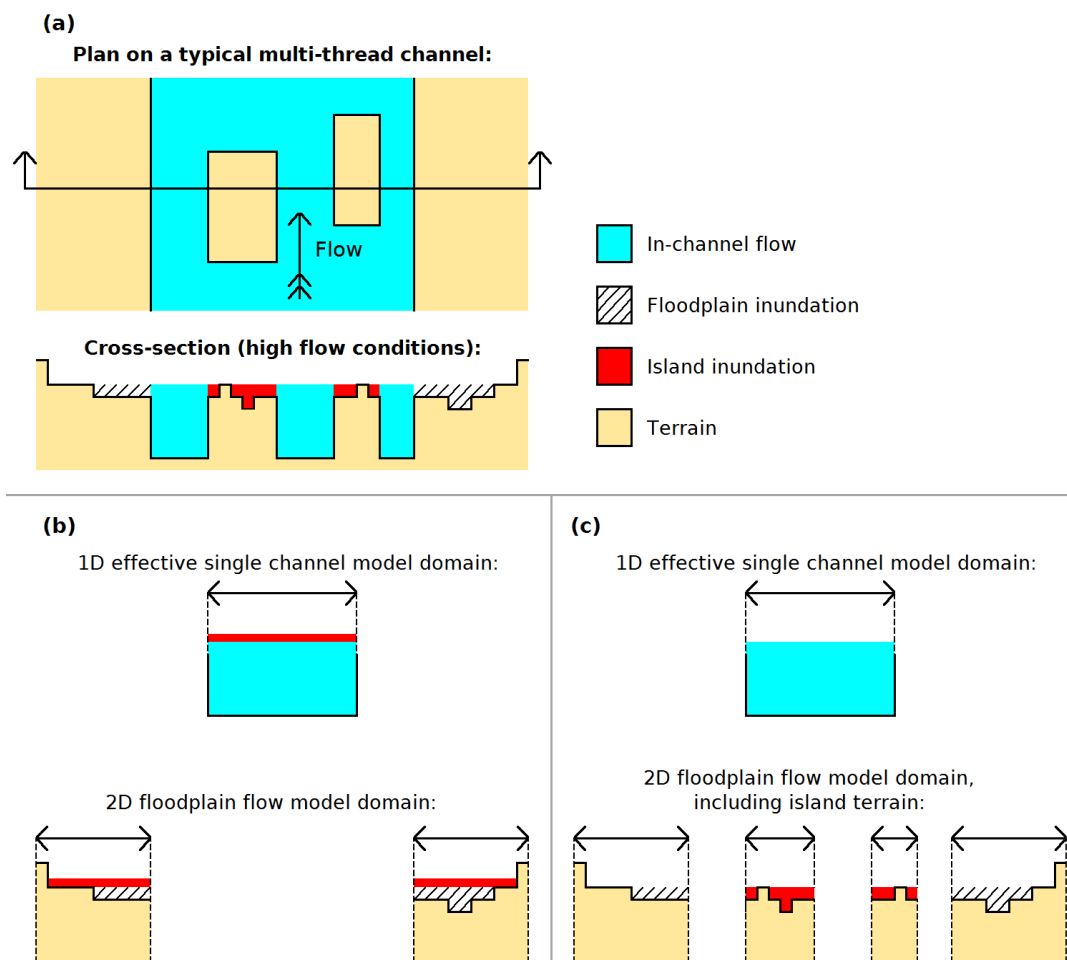 (a)
Plan on a typical multi-thread channel:
Flow
Cross-section (high flow conditions):
In-channel flow
Floodplain inundation
Island inundation
Terrain
(b)
1D effective single channel model domain:
2D floodplain flow model domain:
(c)
1D effective single channel model domain:
2D floodplain flow model domain,
including island terrain: